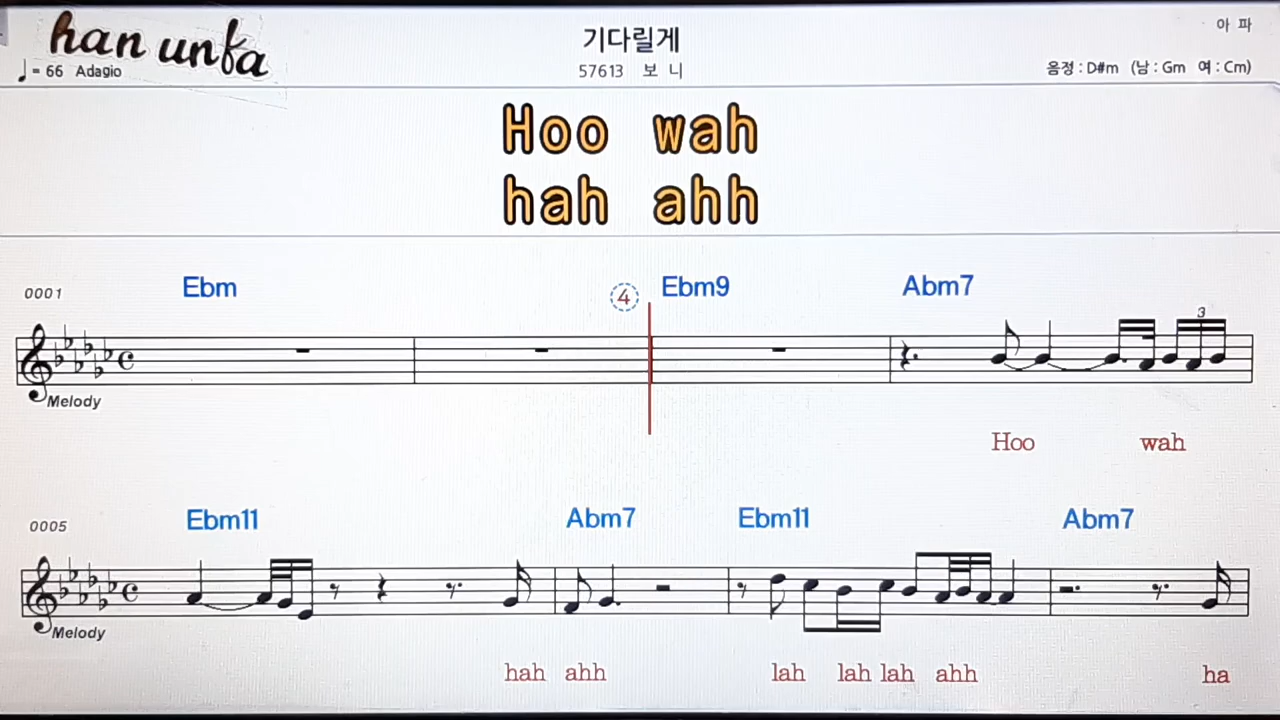 han unfa
기다릴게
아 파
♩= 66 Adagio
57613 보 니
음정 : D#m (남 : Gm 여 : Cm)
Hoo wah
hah ahh
0001 Ebm 4 Ebm9 Abm7
3
Melody
Hoo wah
0005 Ebm11 Abm7 Ebm11 Abm7
Melody
hah ahh lah lah lah ahh ha